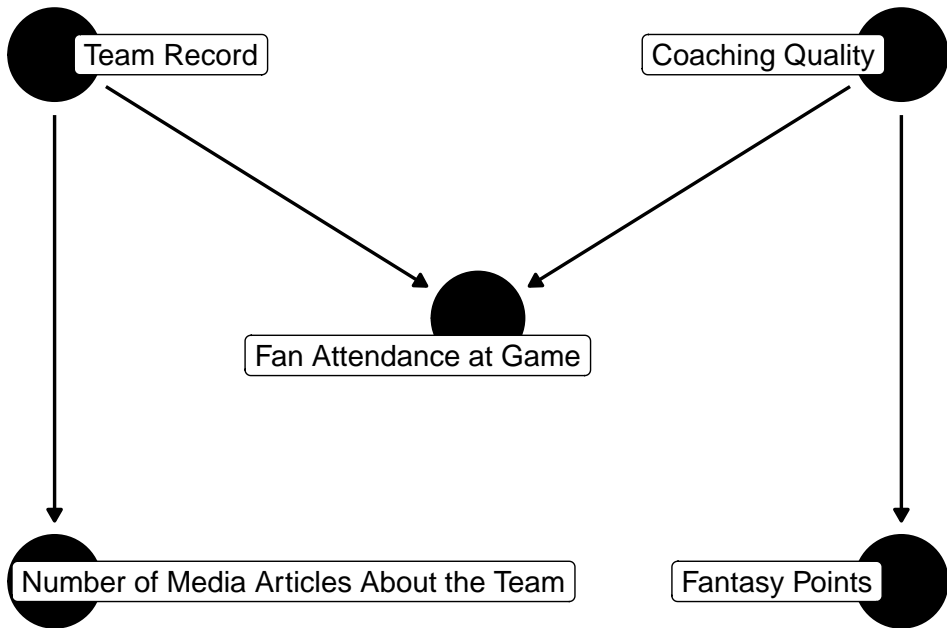 Team Record
Coaching Quality
Fan Attendance at Game
Number of Media Articles About the Team
Fantasy Points